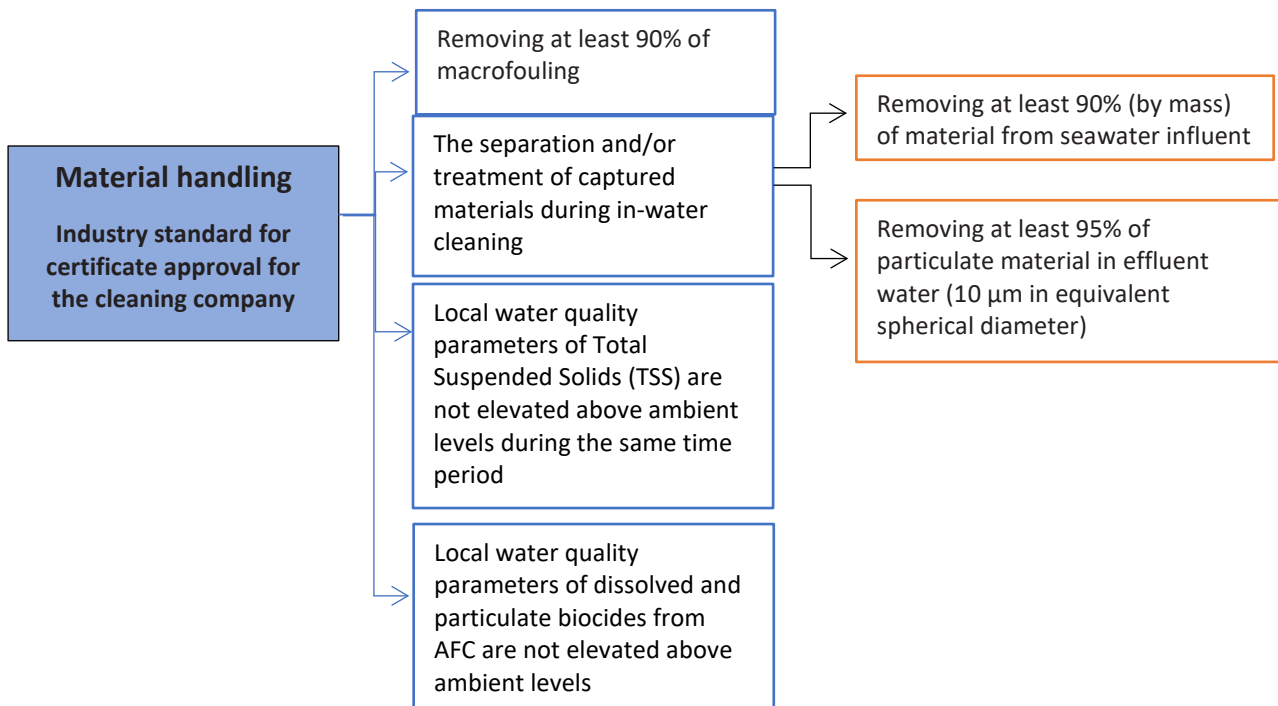 Material handling
Industry standard for
certificate approval for
the cleaning company
Removing at least 90% of
macrofouling
The separation and/or
treatment of captured
materials during in-water
cleaning
Local water quality
parameters of Total
Suspended Solids (TSS) are
not elevated above ambient
levels during the same time
period
Local water quality
parameters of dissolved and
particulate biocides from
AFC are not elevated above
ambient levels
Removing at least 90% (by mass)
of material from seawater influent
Removing at least 95% of
particulate material in effluent
water (10 µm in equivalent
spherical diameter)